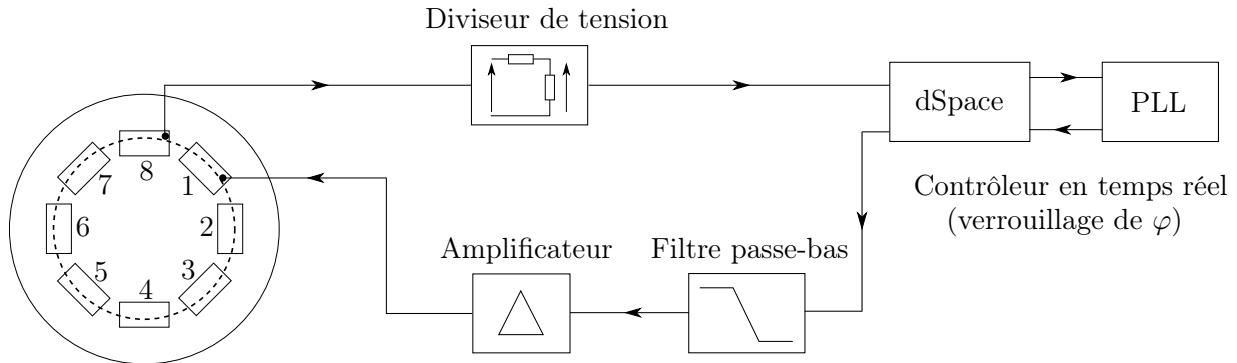 Diviseur de tension
dSpace
PLL
Contrôleur en temps réel
(verrouillage de φ)
8
1
7
2
6
3
5
4
Amplificateur
Filtre passe-bas